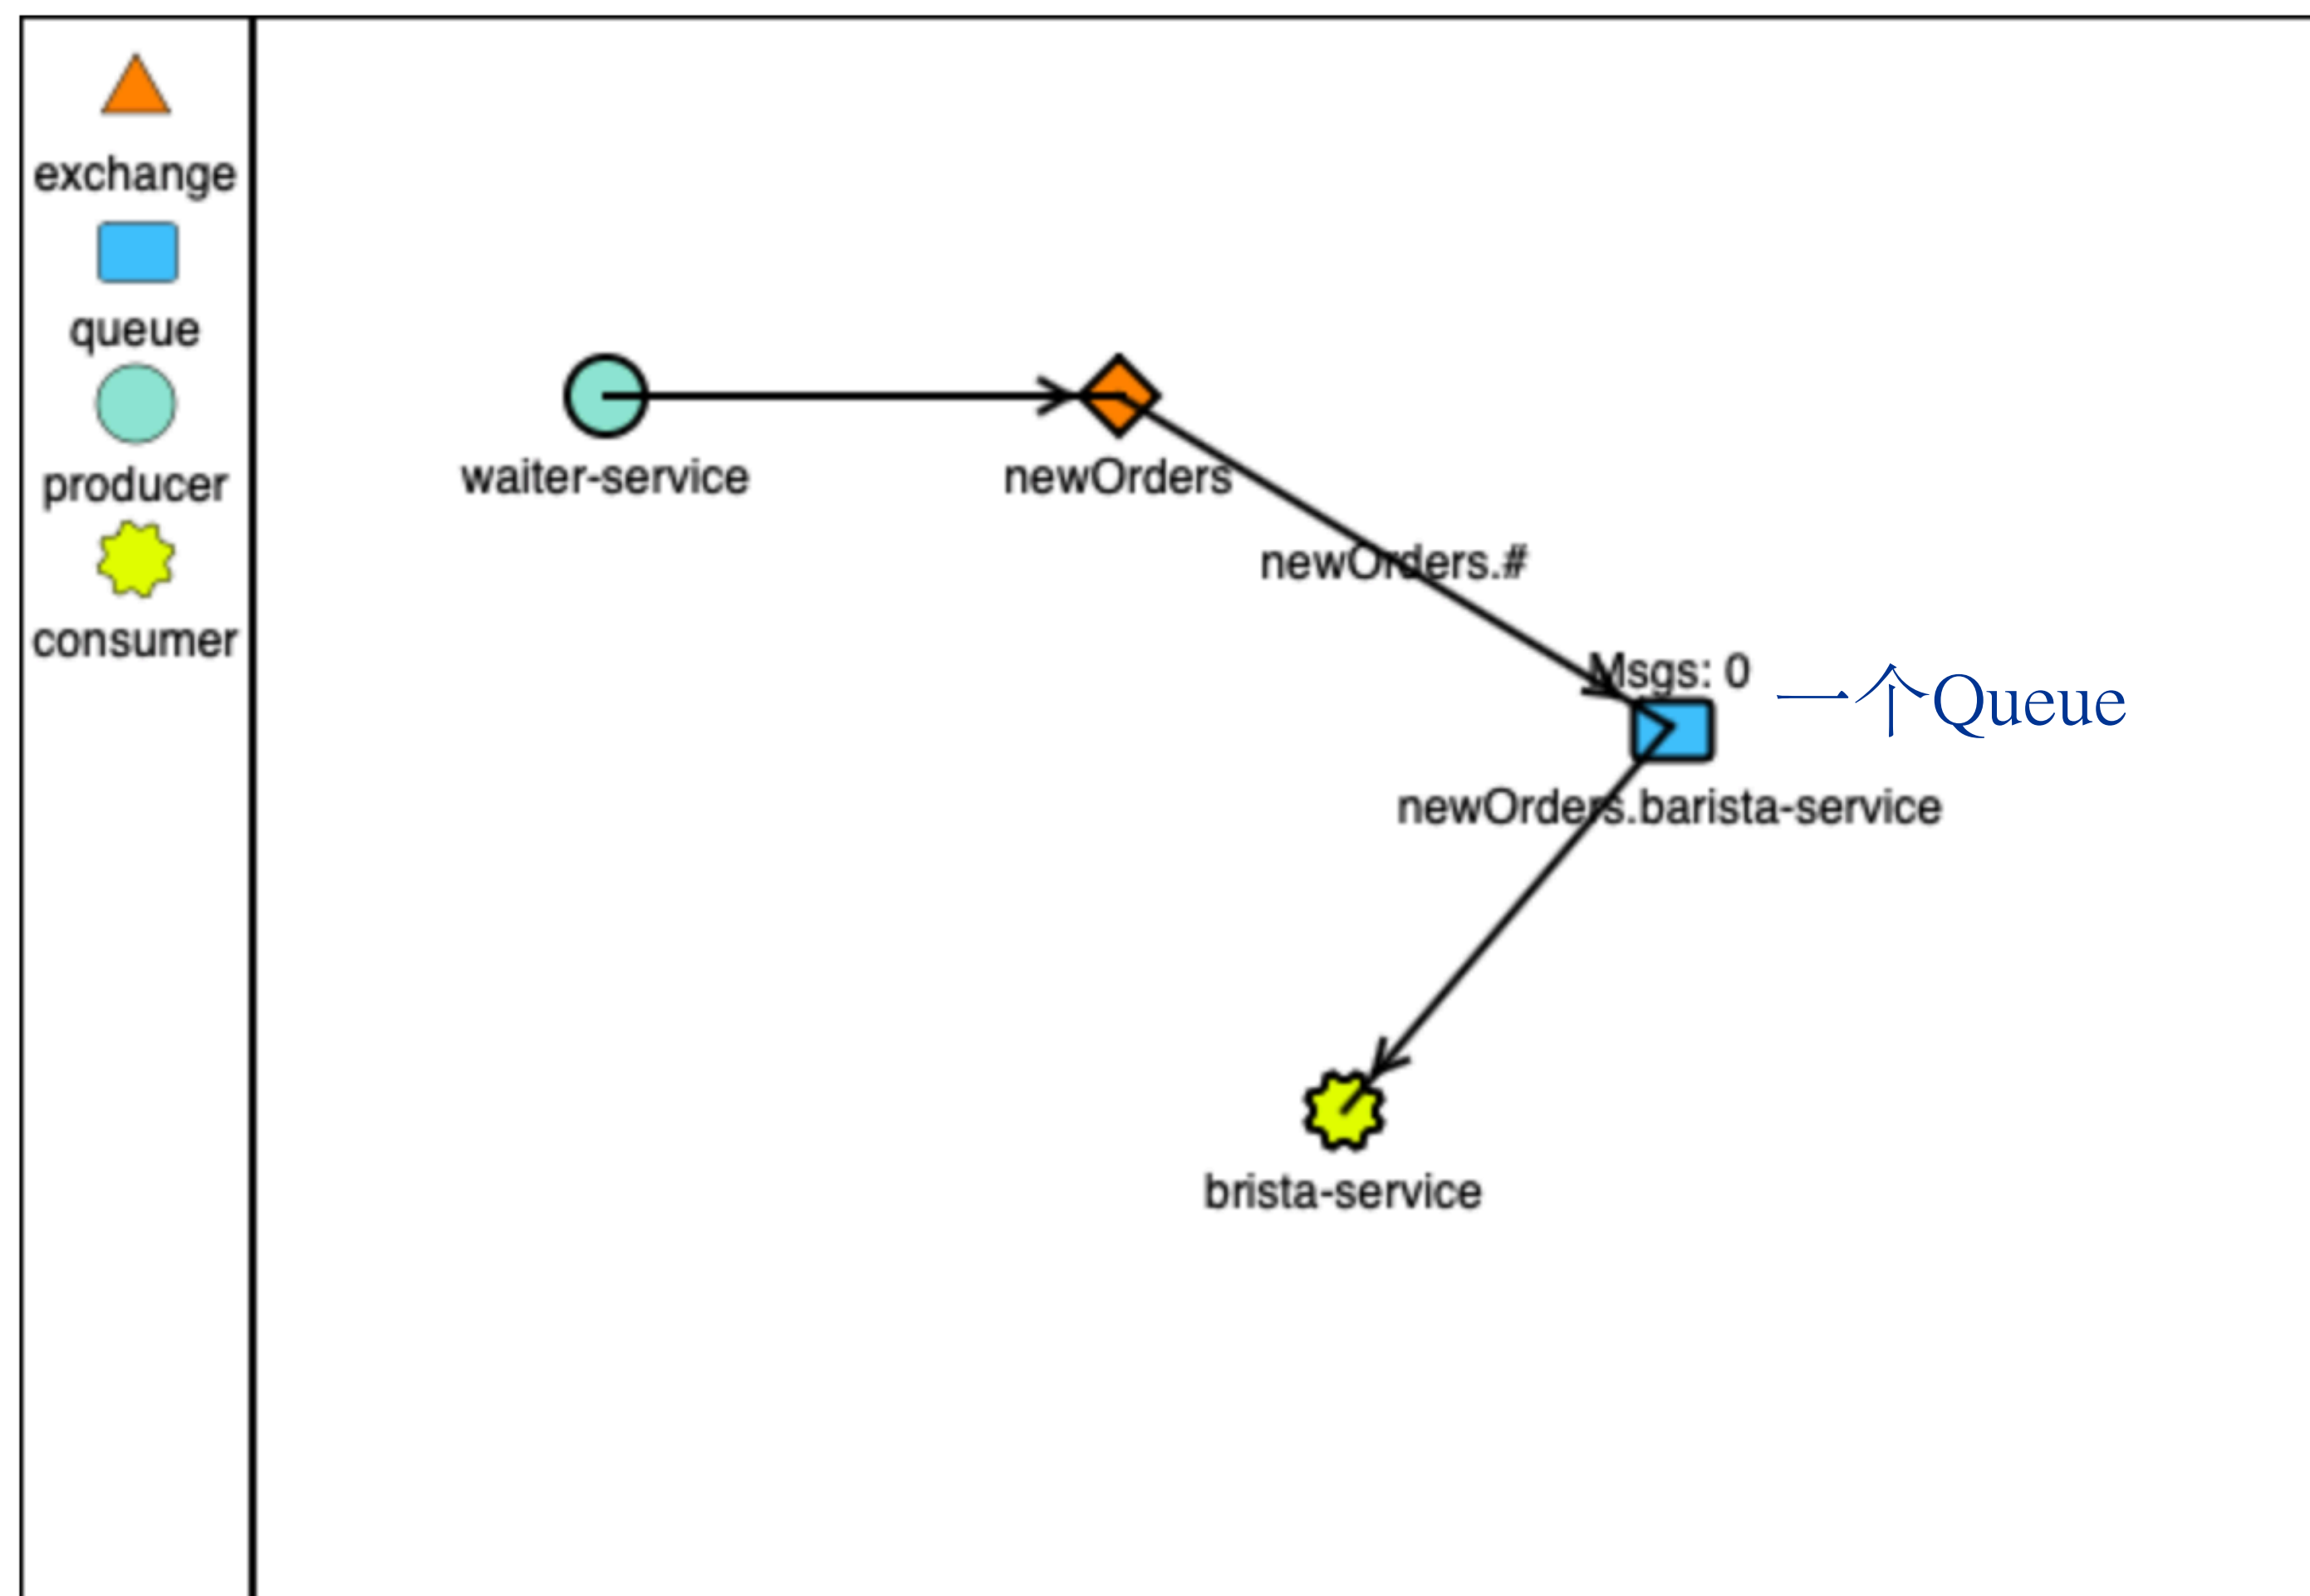 exchange
queue
producer
consumer
waiter-service
newOrders
newOrders.#
Msgs: 0
一个Queue
newOrders.barista-service
brista-service